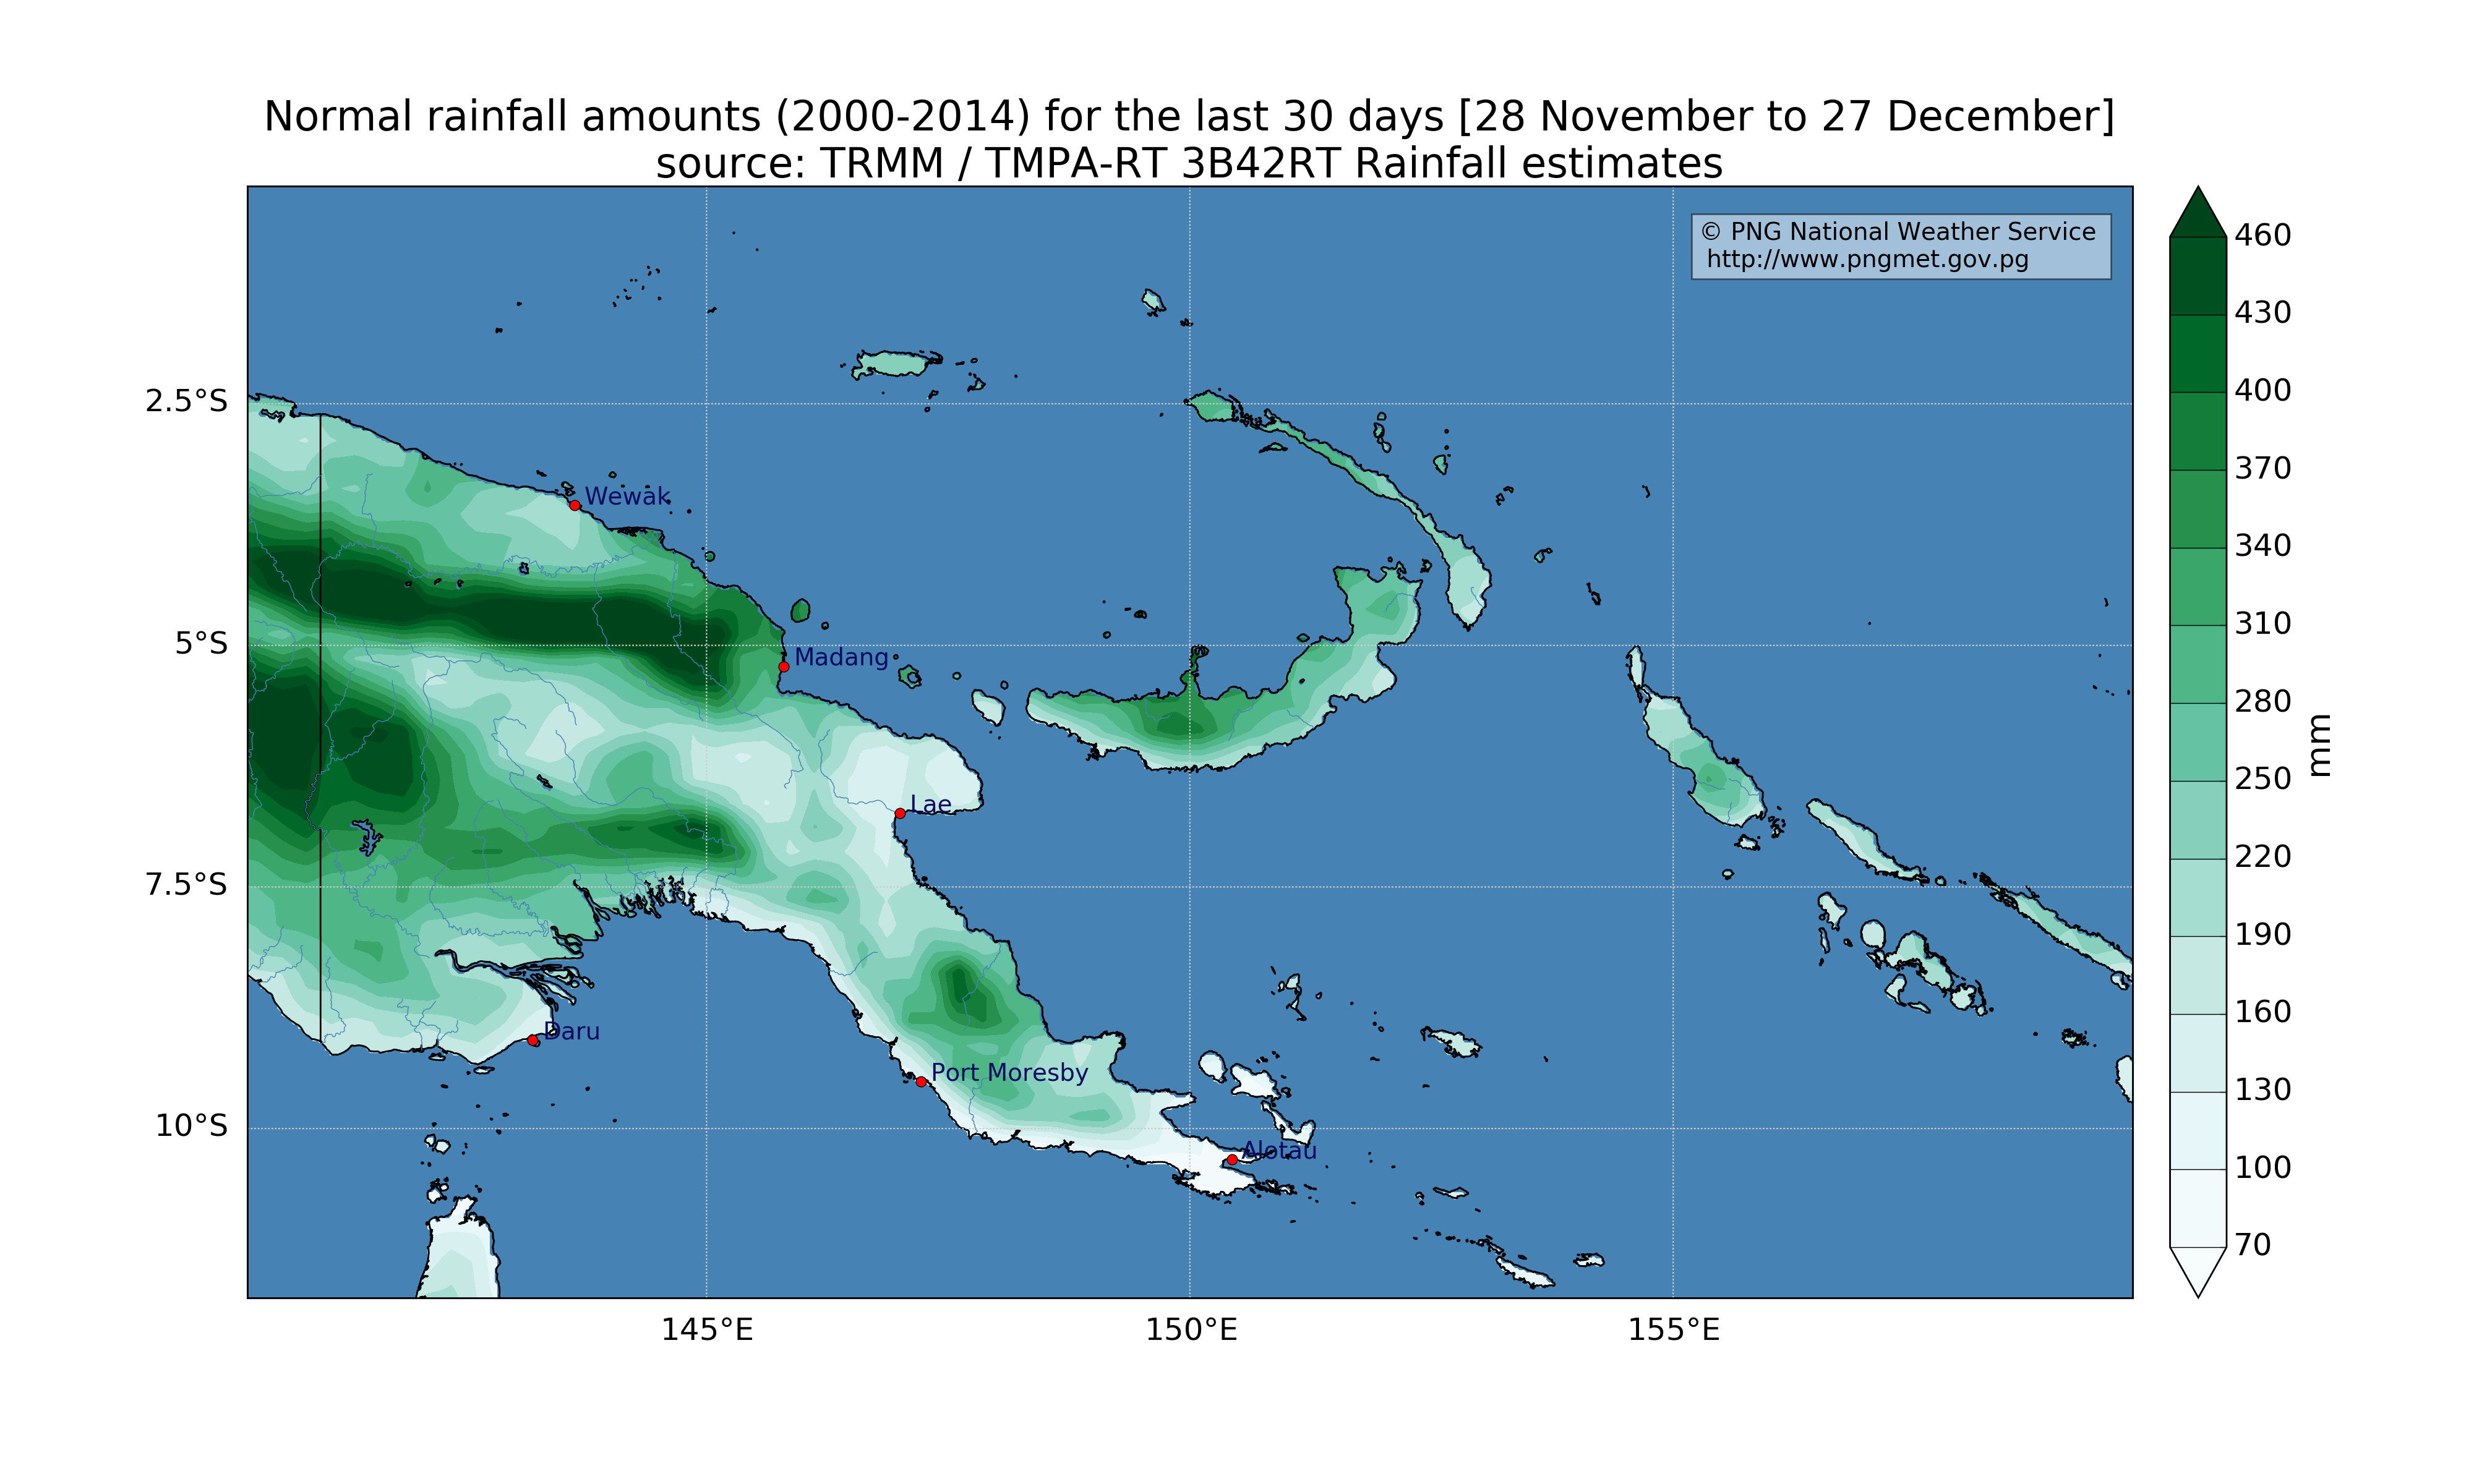 Normal rainfall amounts (2000-2014) for the last 30 days [28 November to 27 December]
source: TRMM / TMPA-RT 3B42RT Rainfall estimates
© PNG National Weather Service
http://www.pngmet.gov.pg
460
430
400
370
340
310
280
250
220
190
160
130
100
70
mm
2.5°S
5°S
7.5°S
10°S
Wewak
Madang
Lae
Daru
Port Moresby
Alotau
145°E
150°E
155°E